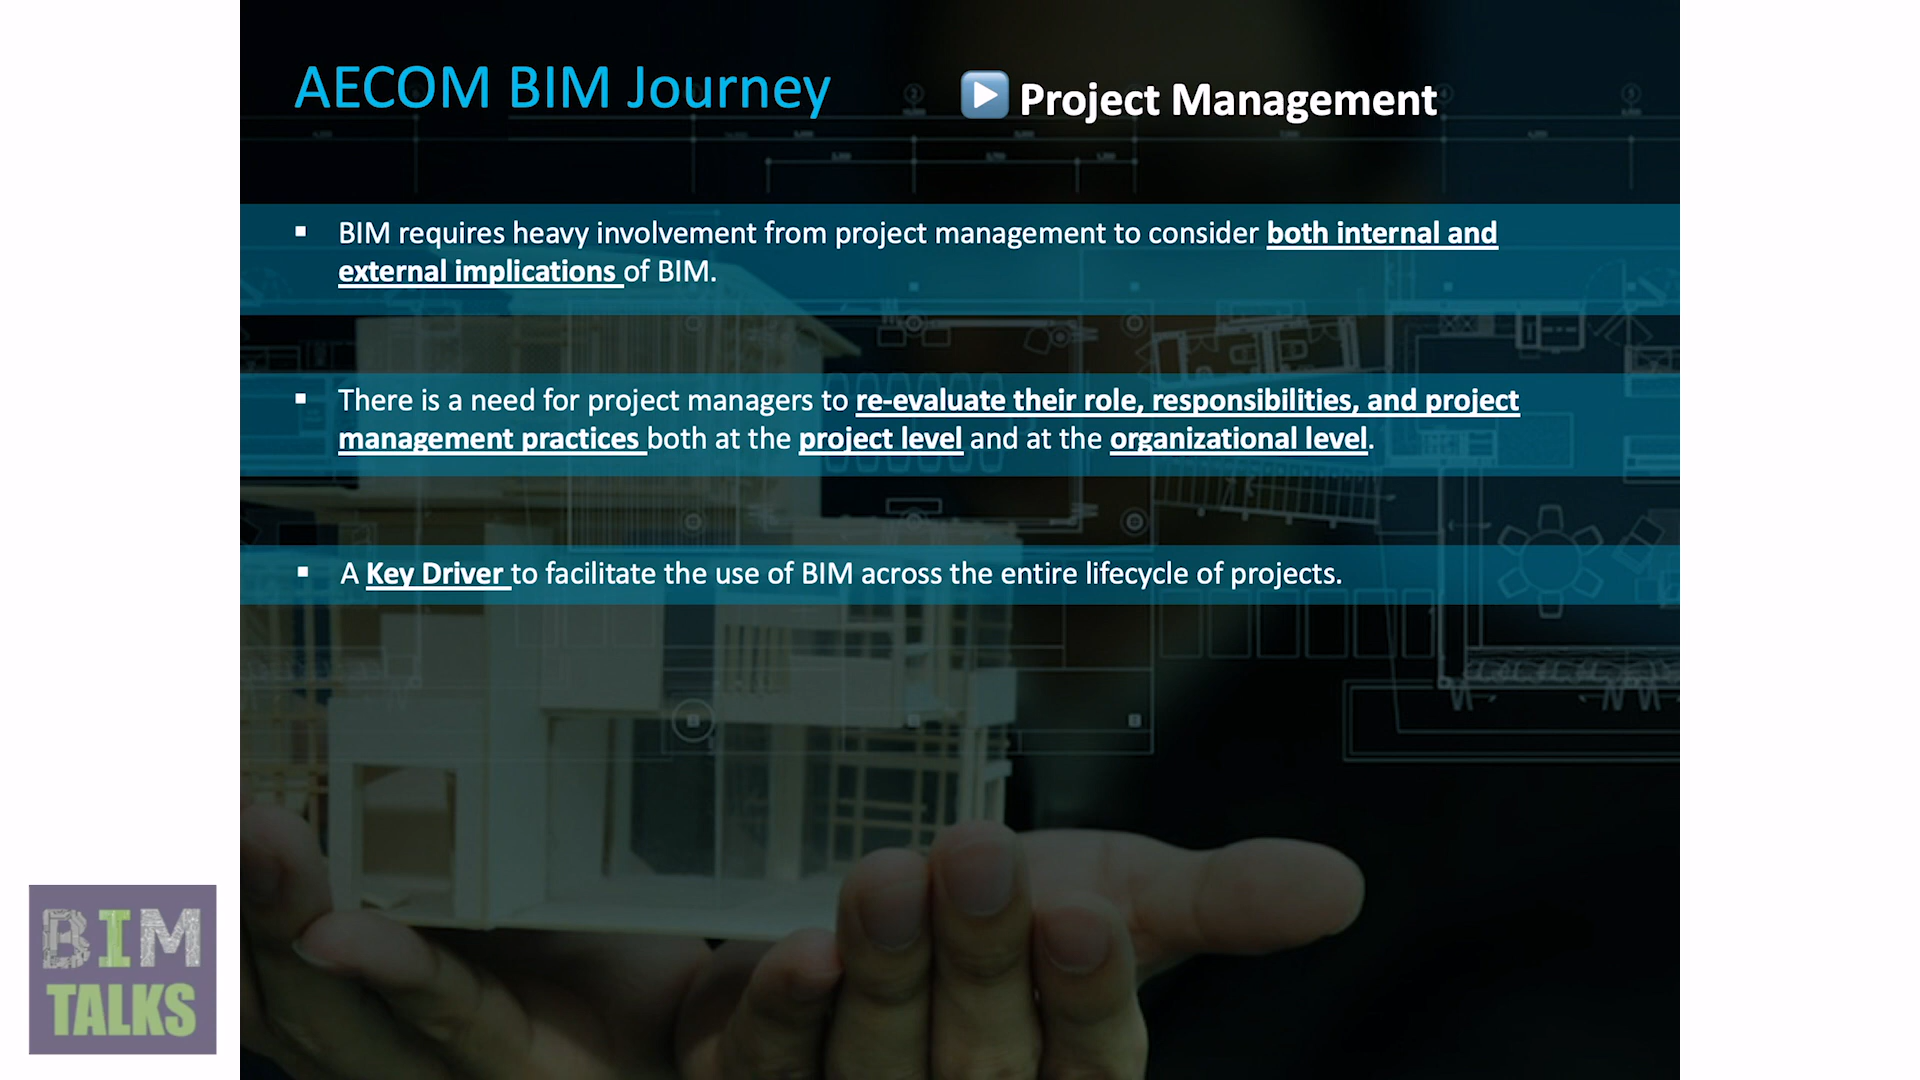 AECOM BIM Journey
Project Management
▪ BIM requires heavy involvement from project management to consider both internal and
external implications of BIM.
▪ There is a need for project managers to re-evaluate their role, responsibilities, and project
management practices both at the project level and at the organizational level.
▪ A Key Driver to facilitate the use of BIM across the entire lifecycle of projects.
BIM
TALKS